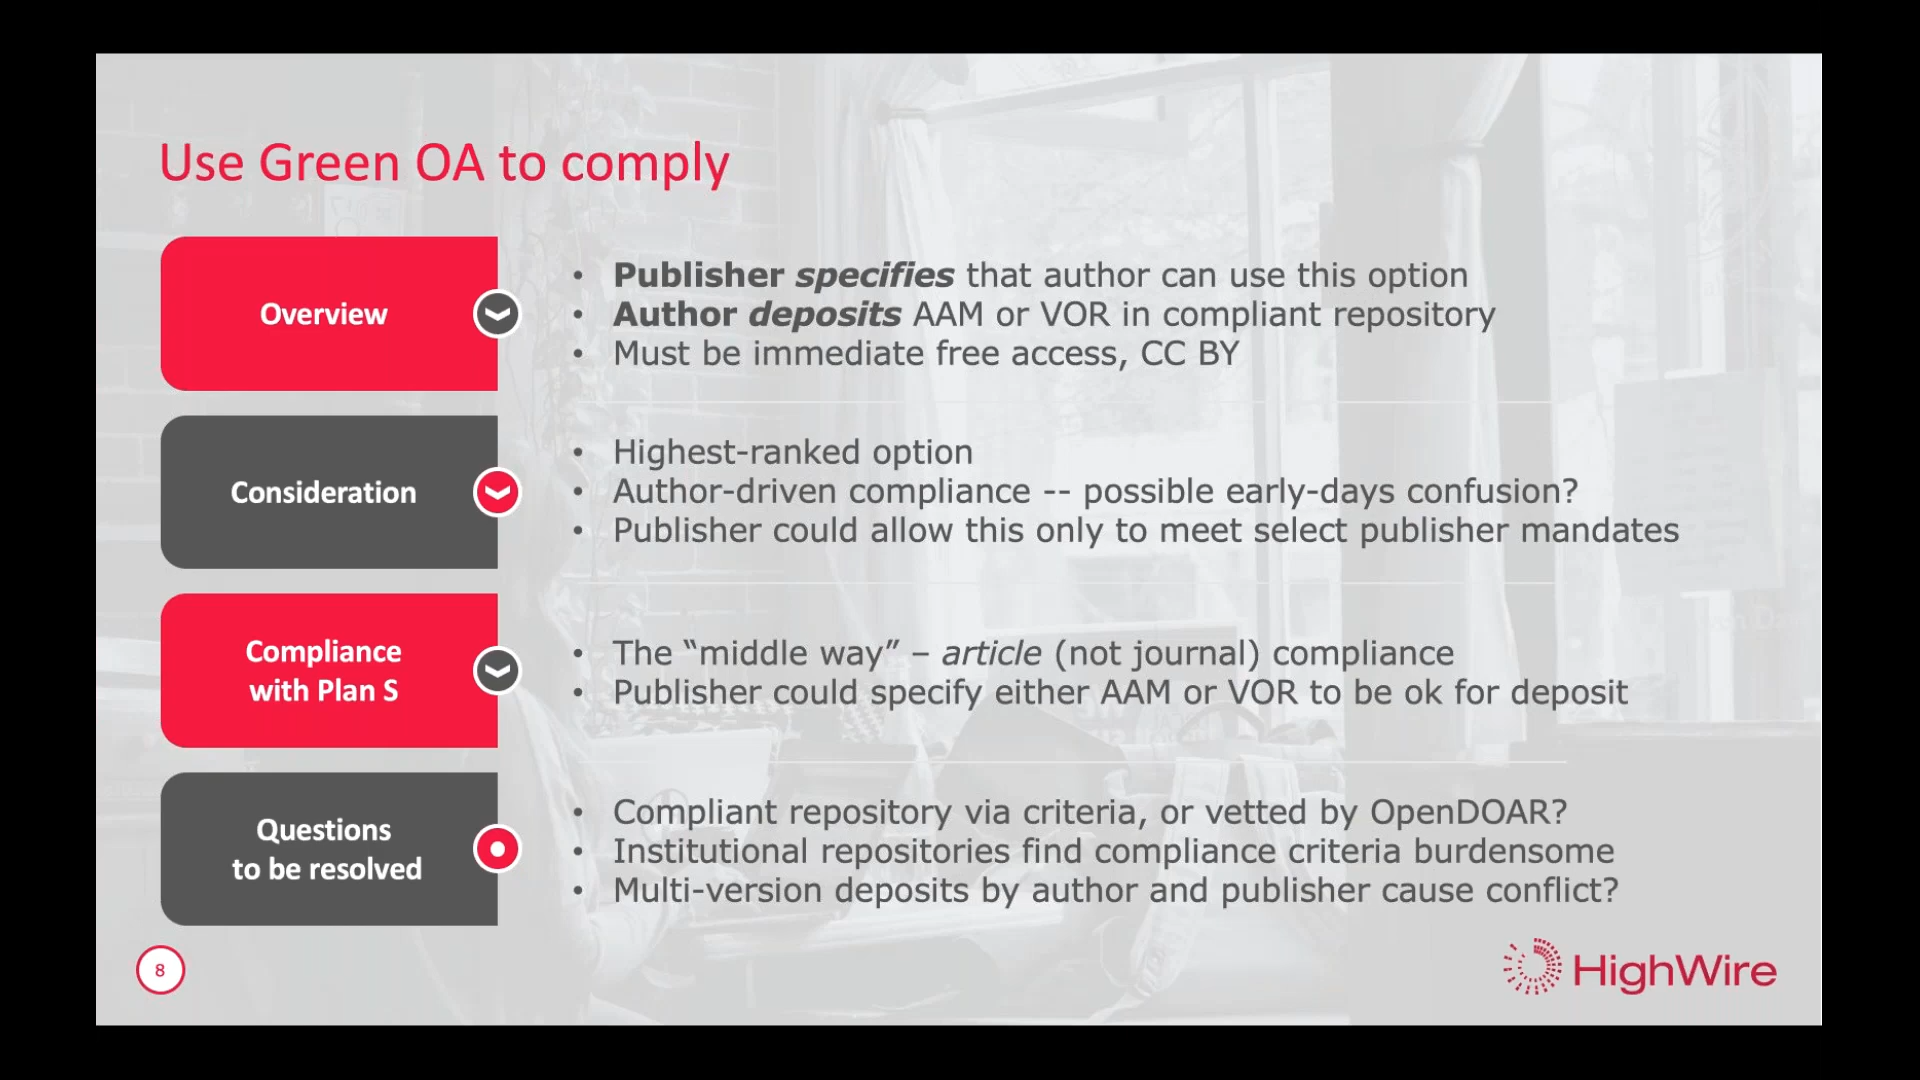 Use Green OA to comply
Overview
• Publisher specifies that author can use this option
• Author deposits AAM or VOR in compliant repository
• Must be immediate free access, CC BY
Consideration
• Highest-ranked option
• Author-driven compliance -- possible early-days confusion?
• Publisher could allow this only to meet select publisher mandates
Compliance
with Plan S
• The “middle way” – article (not journal) compliance
• Publisher could specify either AAM or VOR to be ok for deposit
Questions
to be resolved
• Compliant repository via criteria, or vetted by OpenDOAR?
• Institutional repositories find compliance criteria burdensome
• Multi-version deposits by author and publisher cause conflict?
8
HighWire